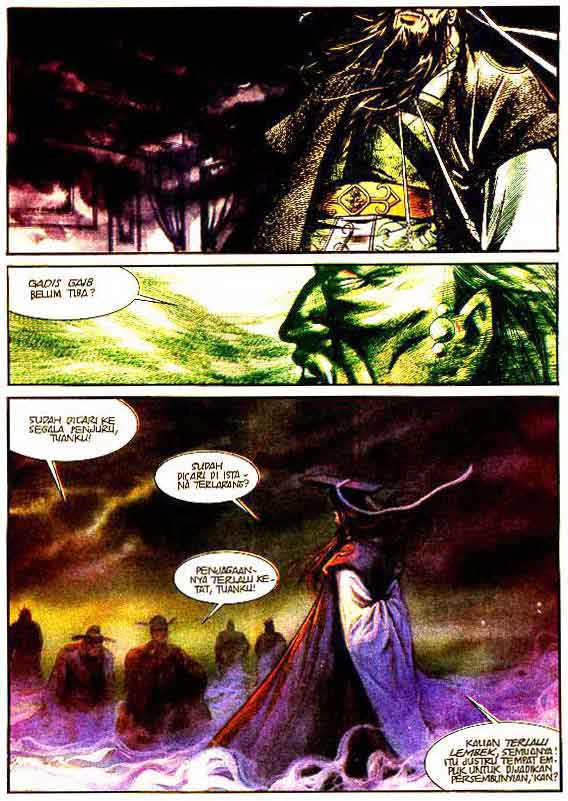 GADIS GAIB
BELUM TIBA?
SUDAH DICARI KE
SEGALA PENJURU,
TUANKU!
SUDAH
DICARI DI ISTA-
NA TERLARANG?
PENJAGAAN-
NYA TERLALU KE-
TAT, TUANKU!
KALIAN TERLALU
LEMBEK, SEMUANYA!
ITU JUSTRU TEMPAT EM-
PUK UNTUK DIJADIKAN
PERSEMBUNYIAN, 'KAN?